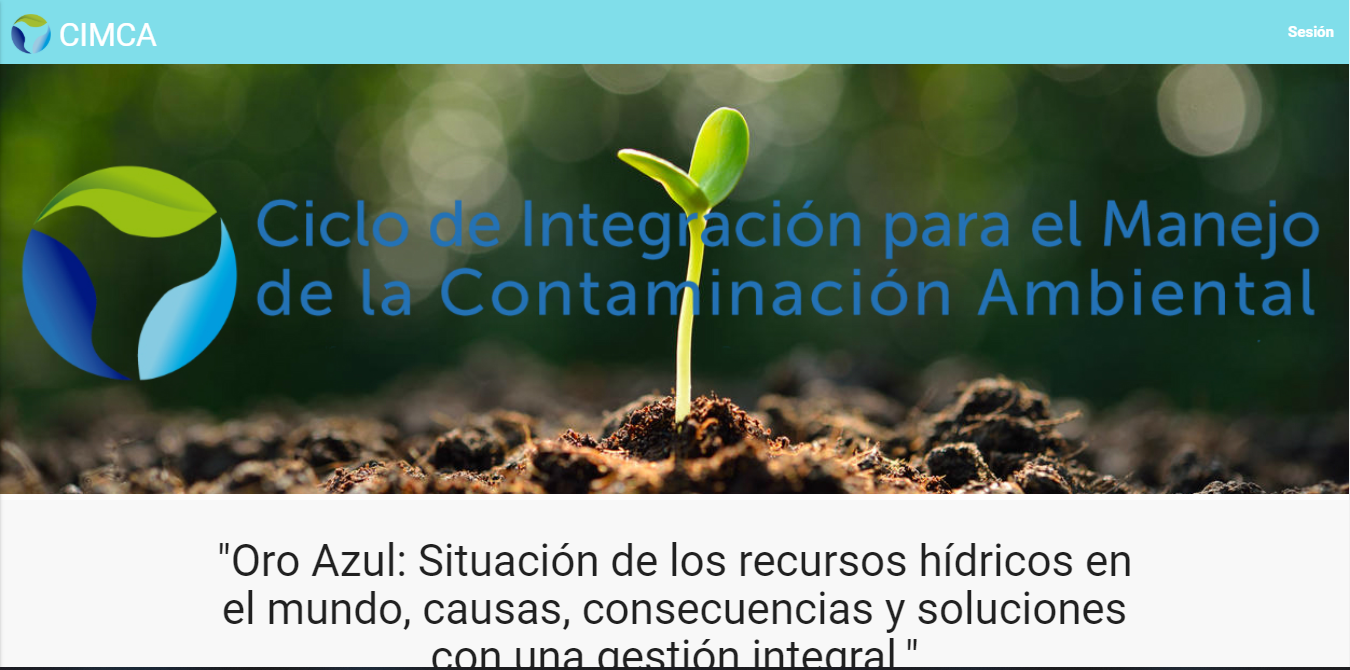 CIMCA
Sesión
Ciclo de Integración para el Manejo
de la Contaminación Ambiental
"Oro Azul: Situación de los recursos hídricos en
el mundo, causas, consecuencias y soluciones
con una gestión integral."